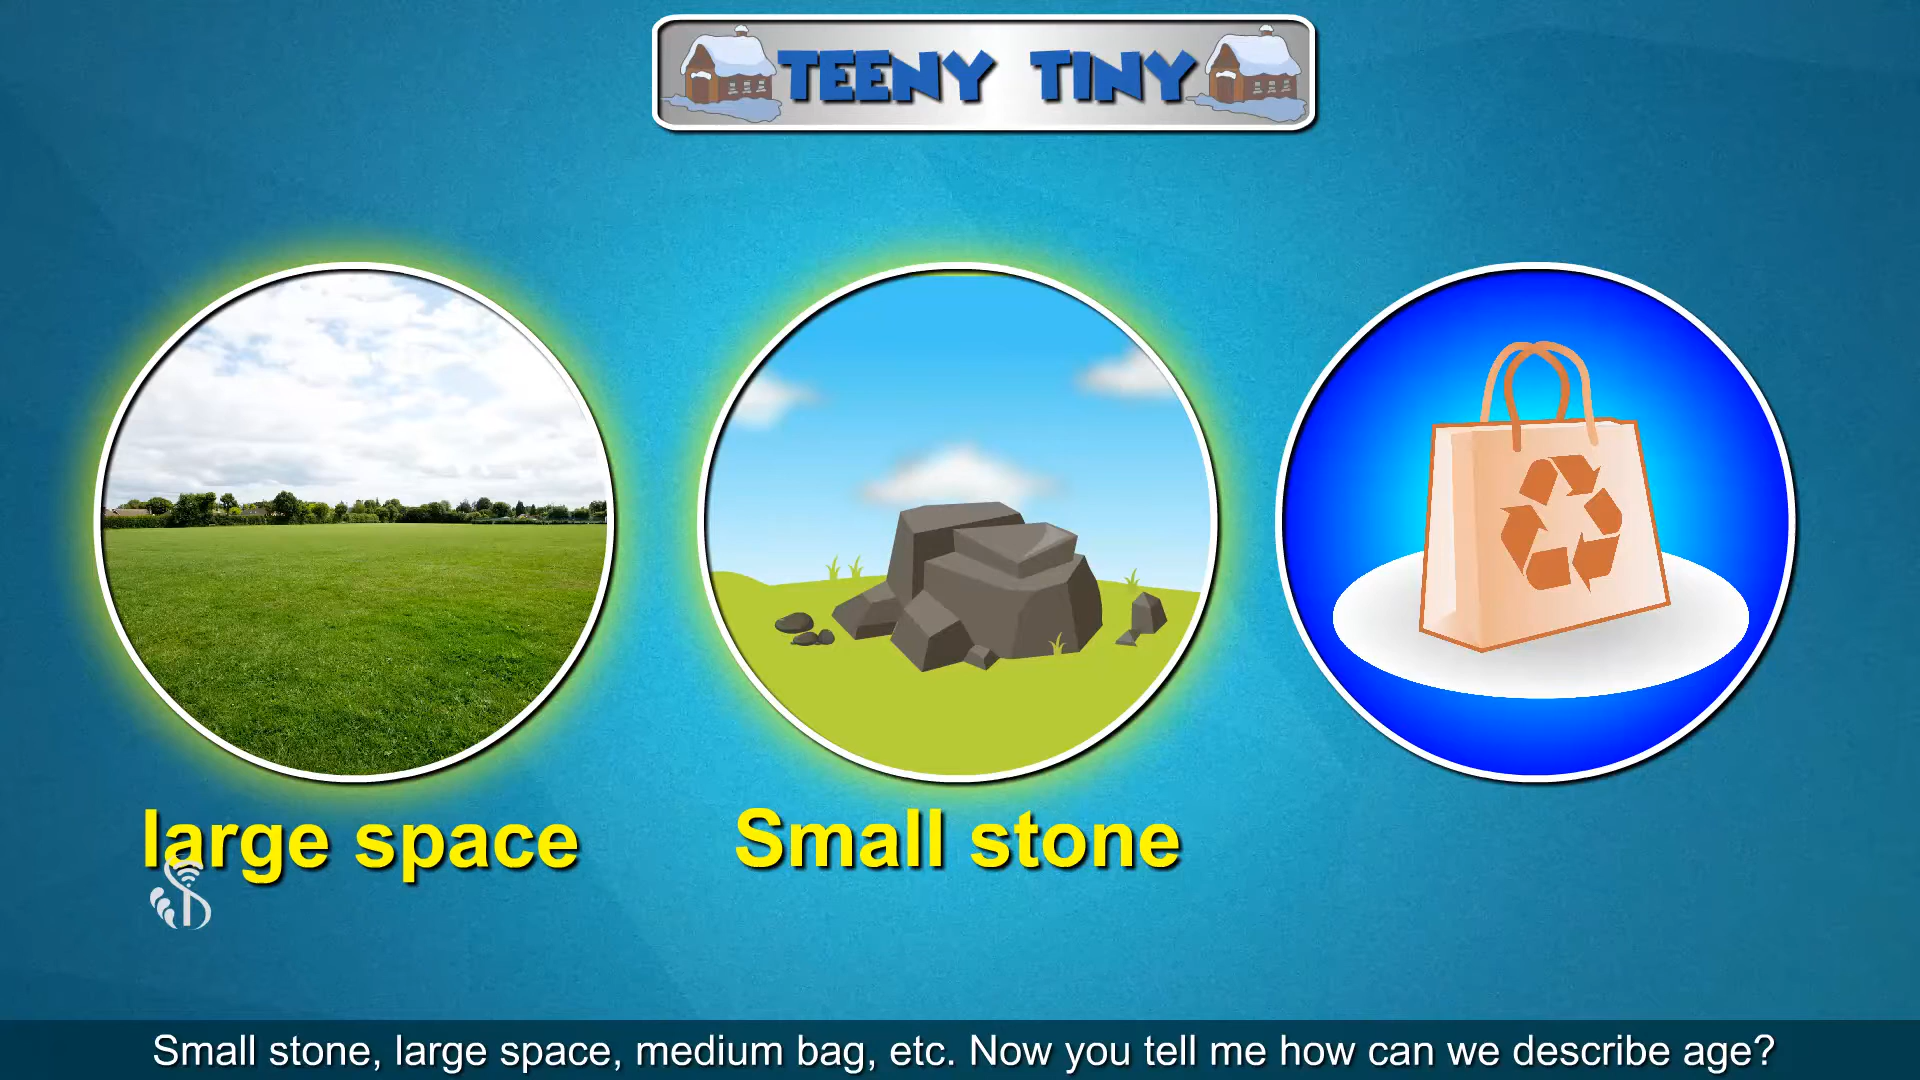 TEENY TINY
large space
Small stone
Small stone, large space, medium bag, etc. Now you tell me how can we describe age?